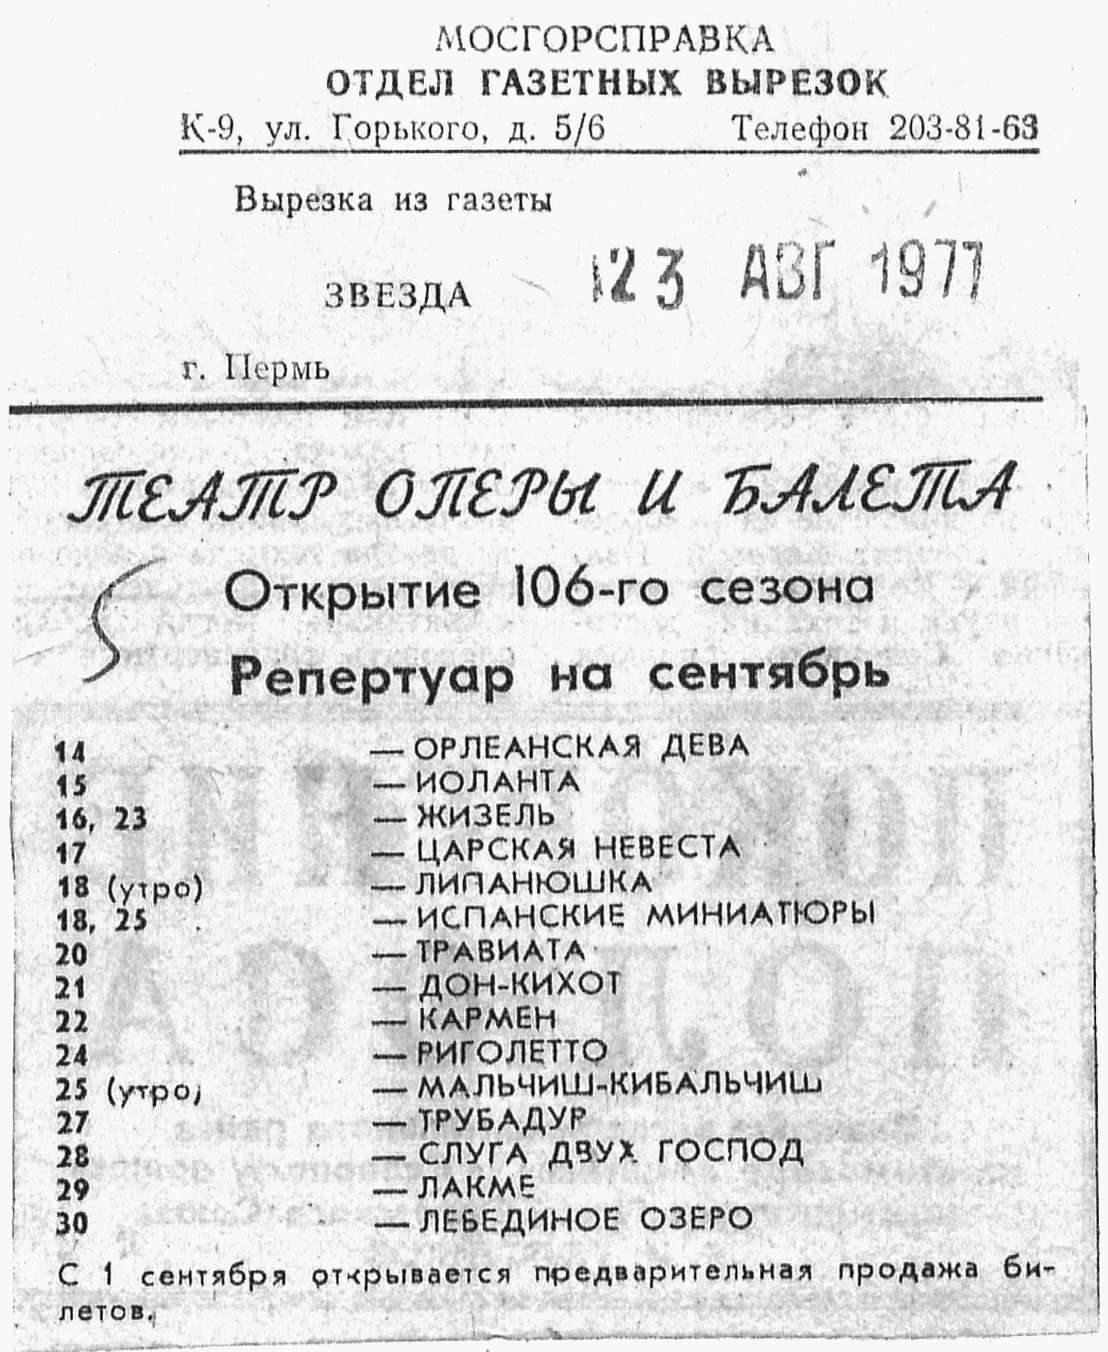 МОСГОРСПРАВКА
ОТДЕЛ ГАЗЕТНЫХ ВЫРЕЗОК
К-9, ул. Горького, д. 5/6 Телефон 203-81-63
Вырезка из газеты
ЗВЕЗДА 23 АВГ 1977
г. Пермь
ТЕАТР ОПЕРЫ И БАЛЕТА
Открытие 106-го сезона
Репертуар на сентябрь
14 — ОРЛЕАНСКАЯ ДЕВА
15 — ИОЛАНТА
16, 23 — ЖИЗЕЛЬ
17 — ЦАРСКАЯ НЕВЕСТА
18 (утро) — ЛИПАНЮШКА
18, 25 — ИСПАНСКИЕ МИНИАТЮРЫ
20 — ТРАВИАТА
21 — ДОН-КИХОТ
22 — КАРМЕН
24 — РИГОЛЕТТО
25 (утро) — МАЛЬЧИШ-КИБАЛЬЧИШ
27 — ТРУБАДУР
28 — СЛУГА ДВУХ ГОСПОД
29 — ЛАКМЕ
30 — ЛЕБЕДИНОЕ ОЗЕРО
С 1 сентября открывается предварительная продажа би-
летов.